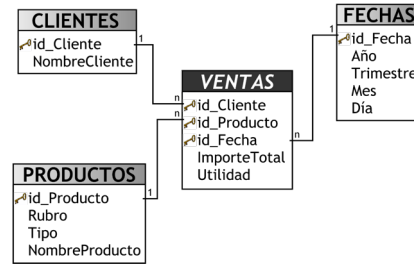 CLIENTES
id_Cliente
NombreCliente
1
FECHAS
1
id_Fecha
Año
Trimestre
Mes
Día
VENTAS
n
id_Cliente
n
id_Producto
id_Fecha
n
ImporteTotal
Utilidad
PRODUCTOS
id_Producto
1
Rubro
Tipo
NombreProducto